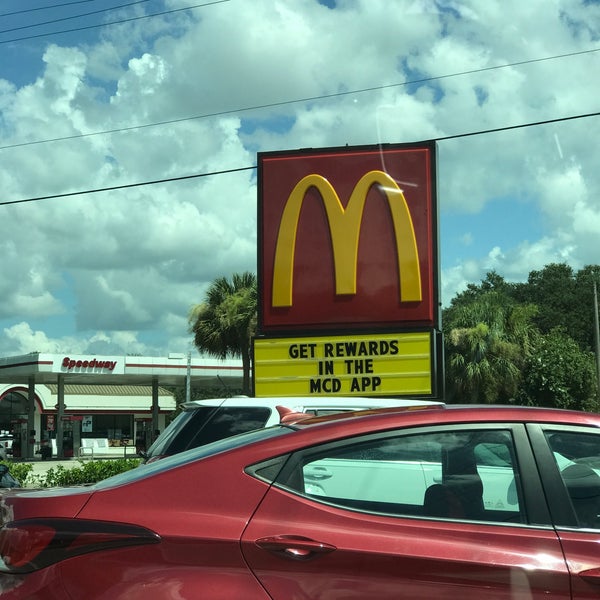 Speedway
M
GET REWARDS
IN THE
MCD APP